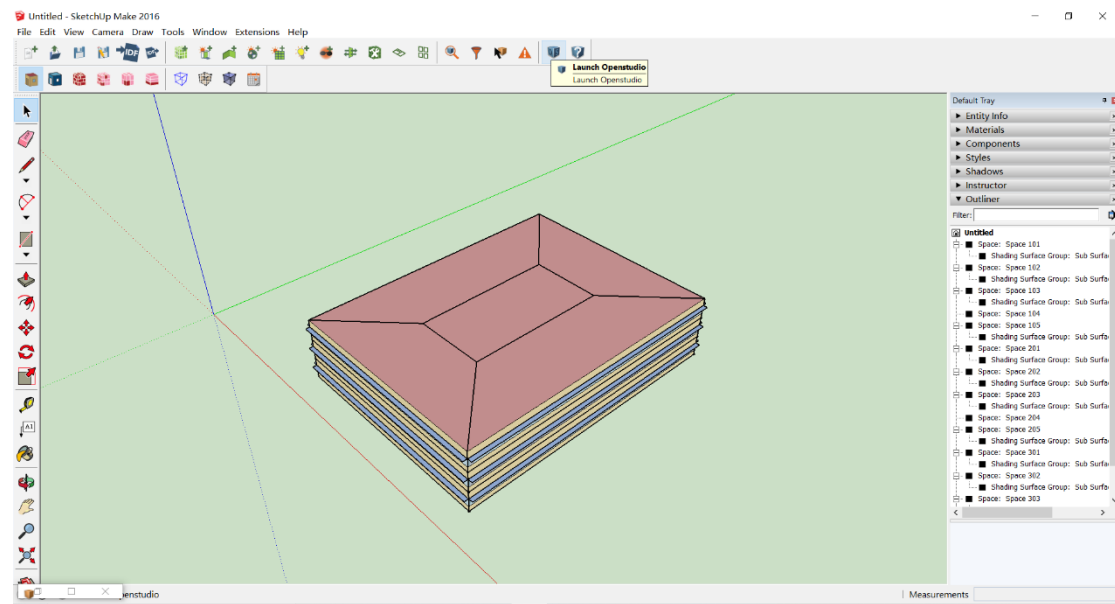 Untitled - SketchUp Make 2016
File Edit View Camera Draw Tools Window Extensions Help
IDF
Launch Openstudio
Launch Openstudio
Default Tray
Entity Info
Materials
Components
Styles
Shadows
Instructor
Outliner
Filter:
Untitled
Space: Space 101
Shading Surface Group: Sub Surfa
Space: Space 102
Shading Surface Group: Sub Surfa
Space: Space 103
Shading Surface Group: Sub Surfa
Space: Space 104
Space: Space 105
Shading Surface Group: Sub Surfa
Space: Space 201
Shading Surface Group: Sub Surfa
Space: Space 202
Shading Surface Group: Sub Surfa
Space: Space 203
Shading Surface Group: Sub Surfa
Space: Space 204
Space: Space 205
Shading Surface Group: Sub Surfa
Space: Space 301
Shading Surface Group: Sub Surfa
Space: Space 302
Shading Surface Group: Sub Surfa
Space: Space 303
A1
enstudio
Measurements